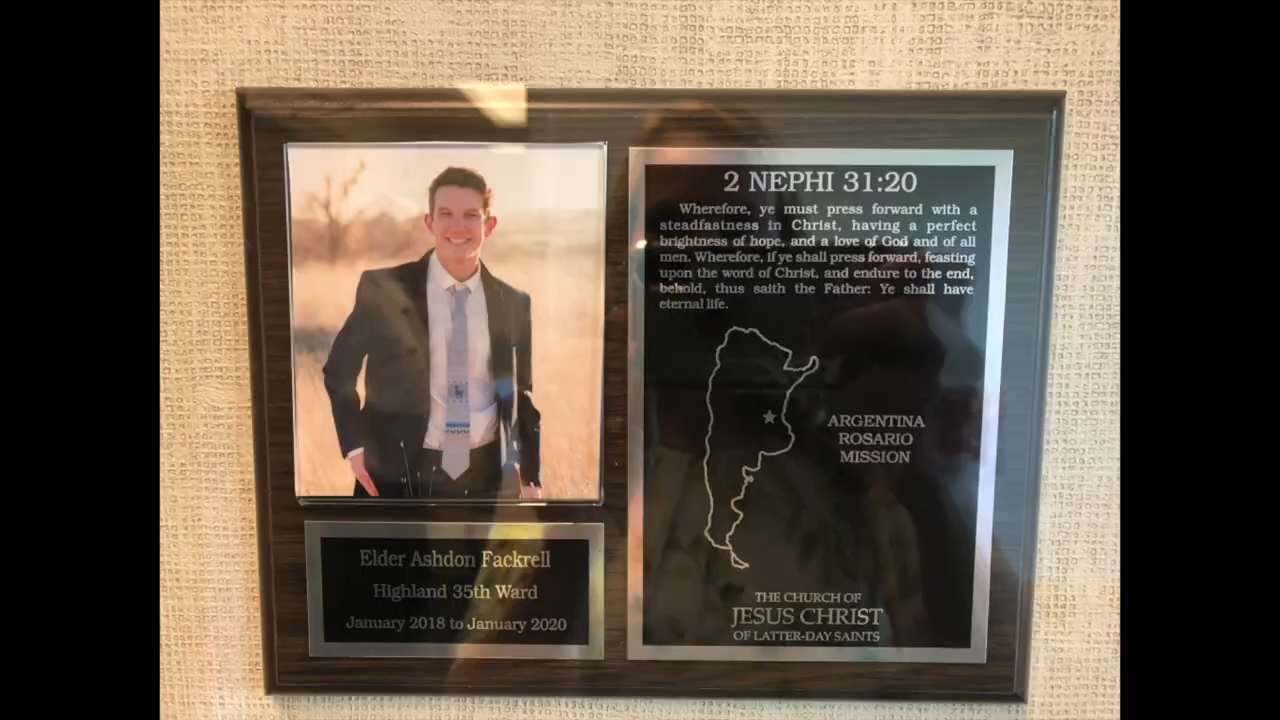 2 NEPHI 31:20
Wherefore, ye must press forward with a
steadfastness in Christ, having a perfect
brightness of hope, and a love of God and of all
men. Wherefore, if ye shall press forward, feasting
upon the word of Christ, and endure to the end,
behold, thus saith the Father: Ye shall have
eternal life.
ARGENTINA
ROSARIO
MISSION
THE CHURCH OF
JESUS CHRIST
OF LATTER-DAY SAINTS
Elder Ashdon Fackrell
Highland 35th Ward
January 2018 to January 2020